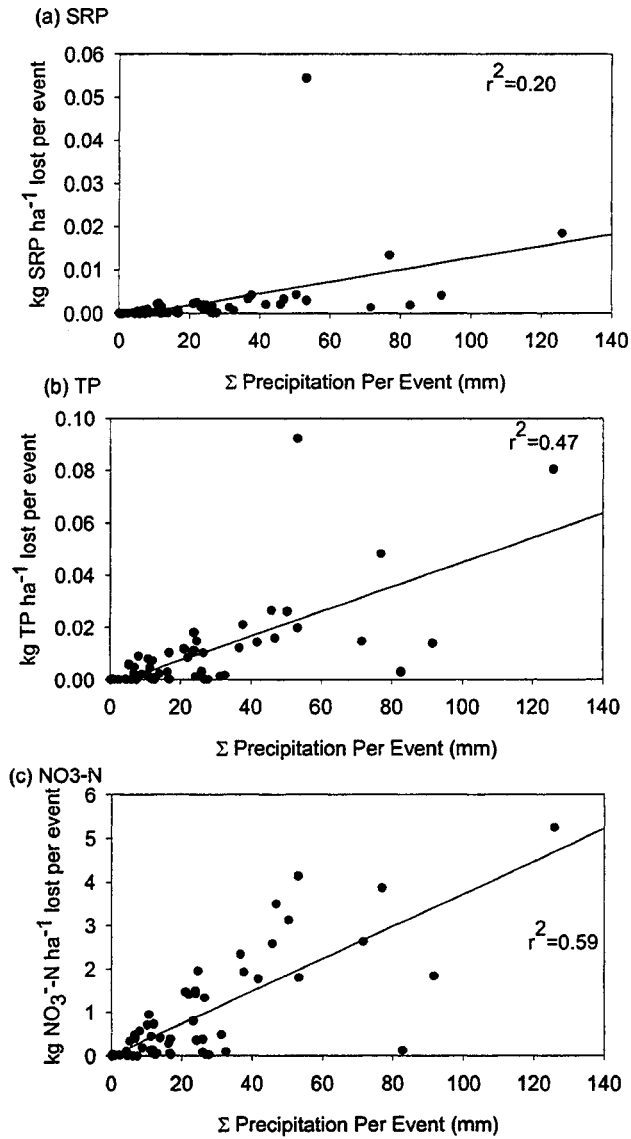 (a) SRP
kg SRP ha⁻¹ lost per event
0.06
0.05
0.04
0.03
0.02
0.01
0.00
r²=0.20
0 20 40 60 80 100 120 140
Σ Precipitation Per Event (mm)
(b) TP
kg TP ha⁻¹ lost per event
0.10
0.08
0.06
0.04
0.02
0.00
r²=0.47
0 20 40 60 80 100 120 140
Σ Precipitation Per Event (mm)
(c) NO3-N
kg NO₃⁻-N ha⁻¹ lost per event
6
5
4
3
2
1
0
r²=0.59
0 20 40 60 80 100 120 140
Σ Precipitation Per Event (mm)